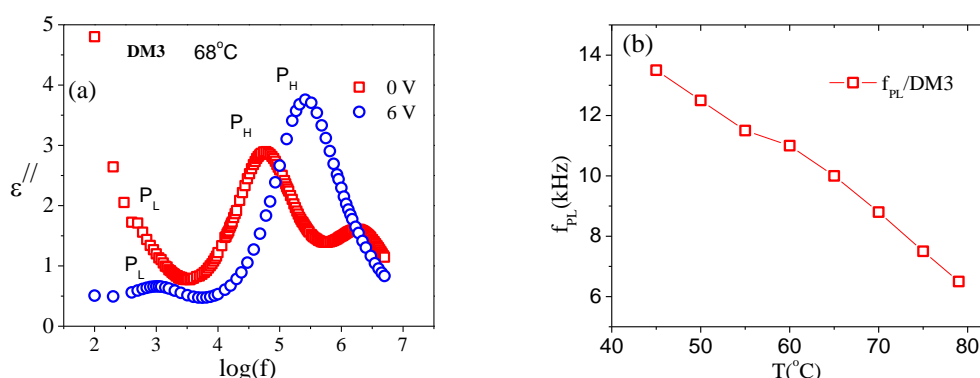 5
4
3
2
1
0
ε//
DM3 68°C
(a)
P_H
P_H
P_L
P_L
0 V
6 V
2 3 4 5 6 7
log(f)
(b)
f_PL/DM3
14
12
10
8
6
f_PL(kHz)
40 50 60 70 80
T(°C)